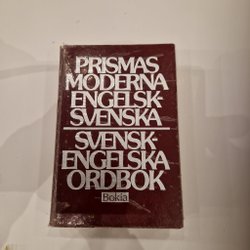 PRISMAS
MODERNA
ENGELSK-
SVENSKA
SVENSK-
ENGELSKA
ORDBOK
Bokia